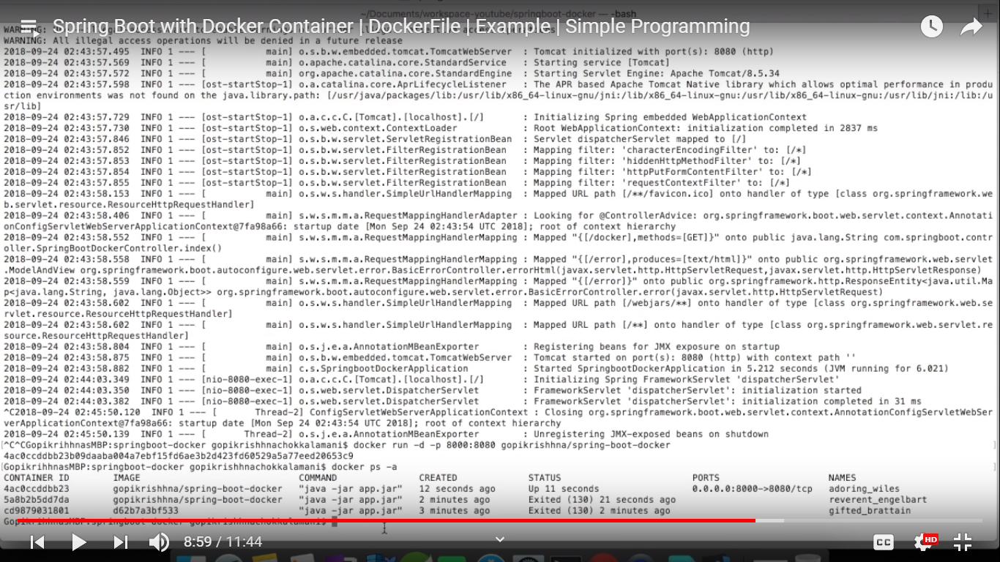 ~/Documents/workspace-youtube/springboot-docker — -bash
Spring Boot with Docker Container | DockerFile | Example | Simple Programming
WARNING: All illegal access operations will be denied in a future release
2018-09-24 02:43:57.495  INFO 1 --- [           main] o.s.b.w.embedded.tomcat.TomcatWebServer  : Tomcat initialized with port(s): 8080 (http)
2018-09-24 02:43:57.569  INFO 1 --- [           main] o.apache.catalina.core.StandardService   : Starting service [Tomcat]
2018-09-24 02:43:57.572  INFO 1 --- [           main] org.apache.catalina.core.StandardEngine  : Starting Servlet Engine: Apache Tomcat/8.5.34
2018-09-24 02:43:57.598  INFO 1 --- [ost-startStop-1] o.a.catalina.core.AprLifecycleListener   : The APR based Apache Tomcat Native library which allows optimal performance in produ
ction environments was not found on the java.library.path: [/usr/java/packages/lib:/usr/lib/x86_64-linux-gnu/jni:/lib/x86_64-linux-gnu:/usr/lib/x86_64-linux-gnu:/usr/lib/jni:/lib:/u
sr/lib]
2018-09-24 02:43:57.729  INFO 1 --- [ost-startStop-1] o.a.c.c.C.[Tomcat].[localhost].[/]       : Initializing Spring embedded WebApplicationContext
2018-09-24 02:43:57.730  INFO 1 --- [ost-startStop-1] o.s.web.context.ContextLoader            : Root WebApplicationContext: initialization completed in 2837 ms
2018-09-24 02:43:57.846  INFO 1 --- [ost-startStop-1] o.s.b.w.servlet.ServletRegistrationBean  : Servlet dispatcherServlet mapped to [/]
2018-09-24 02:43:57.852  INFO 1 --- [ost-startStop-1] o.s.b.w.servlet.FilterRegistrationBean   : Mapping filter: 'characterEncodingFilter' to: [/*]
2018-09-24 02:43:57.853  INFO 1 --- [ost-startStop-1] o.s.b.w.servlet.FilterRegistrationBean   : Mapping filter: 'hiddenHttpMethodFilter' to: [/*]
2018-09-24 02:43:57.854  INFO 1 --- [ost-startStop-1] o.s.b.w.servlet.FilterRegistrationBean   : Mapping filter: 'httpPutFormContentFilter' to: [/*]
2018-09-24 02:43:57.855  INFO 1 --- [ost-startStop-1] o.s.b.w.servlet.FilterRegistrationBean   : Mapping filter: 'requestContextFilter' to: [/*]
2018-09-24 02:43:58.153  INFO 1 --- [           main] o.s.w.s.handler.SimpleUrlHandlerMapping  : Mapped URL path [/**/favicon.ico] onto handler of type [class org.springframework.we
b.servlet.resource.ResourceHttpRequestHandler]
2018-09-24 02:43:58.406  INFO 1 --- [           main] s.w.s.m.m.a.RequestMappingHandlerAdapter : Looking for @ControllerAdvice: org.springframework.boot.web.servlet.context.Annotati
onConfigServletWebServerApplicationContext@7fa98a66: startup date [Mon Sep 24 02:43:54 UTC 2018]; root of context hierarchy
2018-09-24 02:43:58.552  INFO 1 --- [           main] s.w.s.m.m.a.RequestMappingHandlerMapping : Mapped "{[/docker],methods=[GET]}" onto public java.lang.String com.springboot.contr
oller.SpringBootDockerController.index()
2018-09-24 02:43:58.558  INFO 1 --- [           main] s.w.s.m.m.a.RequestMappingHandlerMapping : Mapped "{[/error],produces=[text/html]}" onto public org.springframework.web.servlet
.ModelAndView org.springframework.boot.autoconfigure.web.servlet.error.BasicErrorController.errorHtml(javax.servlet.http.HttpServletRequest,javax.servlet.http.HttpServletResponse)
2018-09-24 02:43:58.559  INFO 1 --- [           main] s.w.s.m.m.a.RequestMappingHandlerMapping : Mapped "{[/error]}" onto public org.springframework.http.ResponseEntity<java.util.Ma
p<java.lang.String, java.lang.Object>> org.springframework.boot.autoconfigure.web.servlet.error.BasicErrorController.error(javax.servlet.http.HttpServletRequest)
2018-09-24 02:43:58.602  INFO 1 --- [           main] o.s.w.s.handler.SimpleUrlHandlerMapping  : Mapped URL path [/webjars/**] onto handler of type [class org.springframework.web.se
rvlet.resource.ResourceHttpRequestHandler]
2018-09-24 02:43:58.602  INFO 1 --- [           main] o.s.w.s.handler.SimpleUrlHandlerMapping  : Mapped URL path [/**] onto handler of type [class org.springframework.web.servlet.re
source.ResourceHttpRequestHandler]
2018-09-24 02:43:58.804  INFO 1 --- [           main] o.s.j.e.a.AnnotationMBeanExporter        : Registering beans for JMX exposure on startup
2018-09-24 02:43:58.875  INFO 1 --- [           main] o.s.b.w.embedded.tomcat.TomcatWebServer  : Tomcat started on port(s): 8080 (http) with context path ''
2018-09-24 02:43:58.882  INFO 1 --- [           main] c.s.SpringbootDockerApplication          : Started SpringbootDockerApplication in 5.212 seconds (JVM running for 6.021)
2018-09-24 02:44:03.349  INFO 1 --- [nio-8080-exec-1] o.a.c.c.C.[Tomcat].[localhost].[/]       : Initializing Spring FrameworkServlet 'dispatcherServlet'
2018-09-24 02:44:03.350  INFO 1 --- [nio-8080-exec-1] o.s.web.servlet.DispatcherServlet        : FrameworkServlet 'dispatcherServlet': initialization started
2018-09-24 02:44:03.382  INFO 1 --- [nio-8080-exec-1] o.s.web.servlet.DispatcherServlet        : FrameworkServlet 'dispatcherServlet': initialization completed in 31 ms
^C2018-09-24 02:45:50.120  INFO 1 --- [       Thread-2] ConfigServletWebServerApplicationContext : Closing org.springframework.boot.web.servlet.context.AnnotationConfigServletWebSer
verApplicationContext@7fa98a66: startup date [Mon Sep 24 02:43:54 UTC 2018]; root of context hierarchy
2018-09-24 02:45:50.139  INFO 1 --- [       Thread-2] o.s.j.e.a.AnnotationMBeanExporter        : Unregistering JMX-exposed beans on shutdown
^C^CGopikrihhnasMBP:springboot-docker gopikrishhnachokkalamani$ docker run -d -p 8000:8080 gopikrishhna/spring-boot-docker
4ac0ccddbb23b09daaba004a7ebf15fd6ae3b2d423fd60529a5a77eed20653c9
GopikrihhnasMBP:springboot-docker gopikrishhnachokkalamani$ docker ps -a
CONTAINER ID        IMAGE                             COMMAND               CREATED             STATUS                        PORTS                    NAMES
4ac0ccddbb23        gopikrishhna/spring-boot-docker   "java -jar app.jar"   12 seconds ago      Up 11 seconds                 0.0.0.0:8000->8080/tcp   adoring_wiles
5a8b2b5dd7da        gopikrishhna/spring-boot-docker   "java -jar app.jar"   2 minutes ago       Exited (130) 21 seconds ago                            reverent_engelbart
cd9879031801        d62b7a3bf533                      "java -jar app.jar"   3 minutes ago       Exited (130) 2 minutes ago                             gifted_brattain
GopikrihhnasMBP:springboot-docker gopikrishhnachokkalamani$
8:59 / 11:44
CC
HD